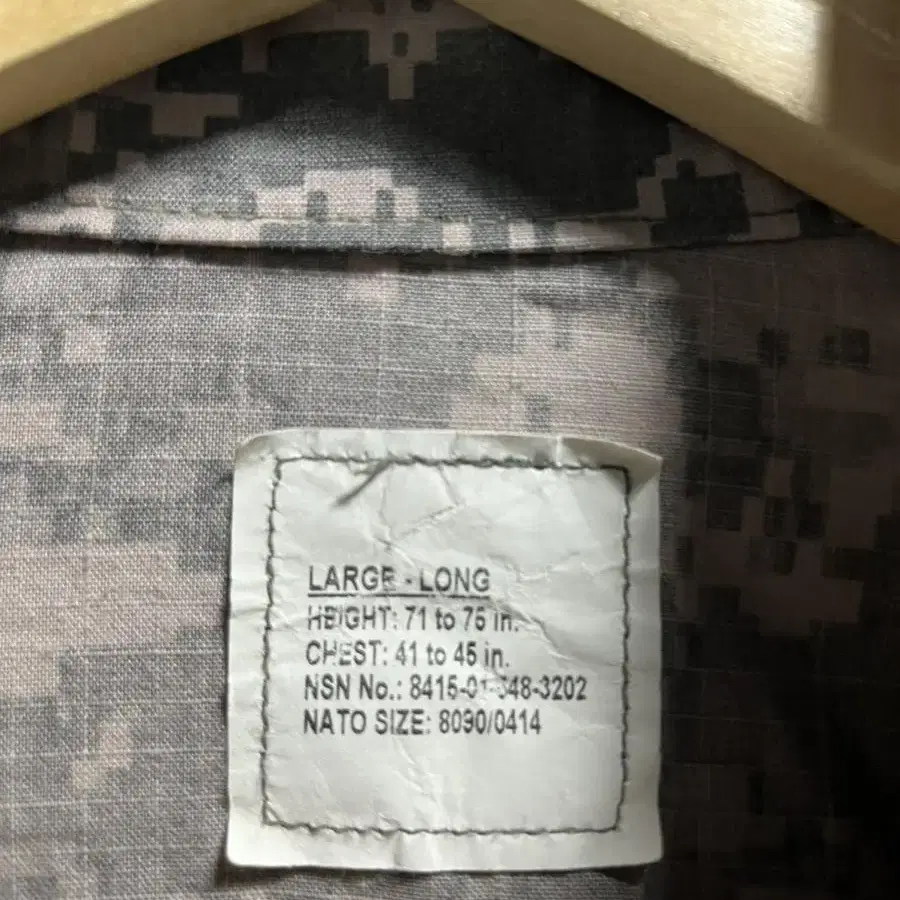 LARGE - LONG
HEIGHT: 71 to 75 in.
CHEST: 41 to 45 in.
NSN No.: 8415-01-548-3202
NATO SIZE: 8090/0414